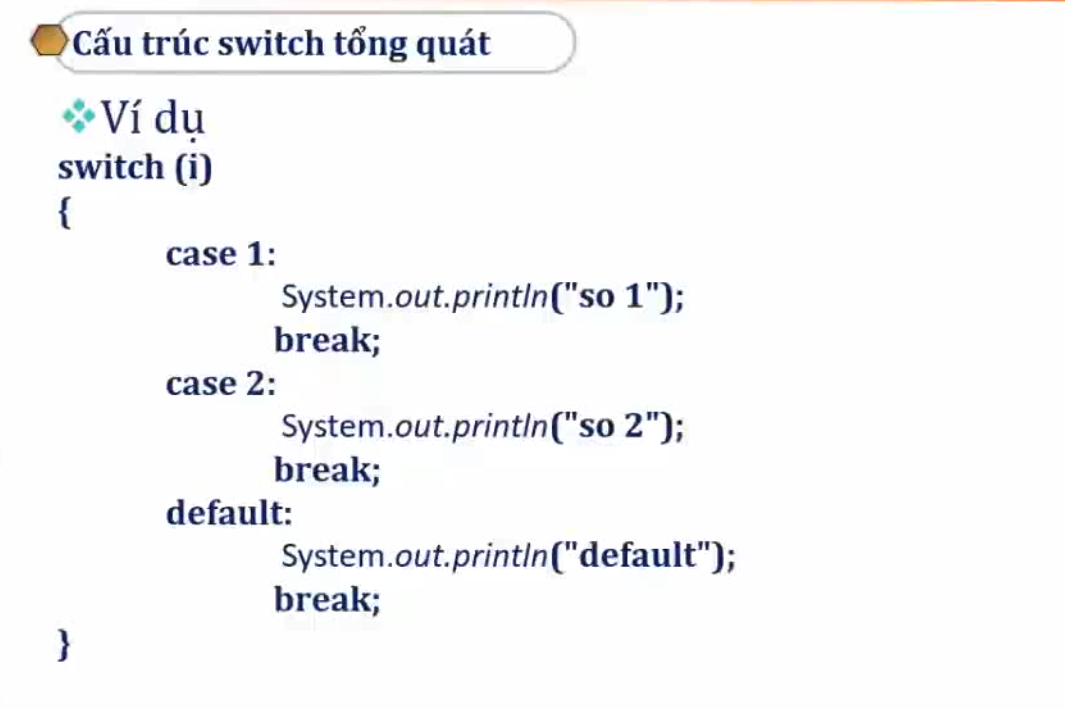 Cấu trúc switch tổng quát
Ví dụ
switch (i)
{
case 1:
System.out.println("so 1");
break;
case 2:
System.out.println("so 2");
break;
default:
System.out.println("default");
break;
}